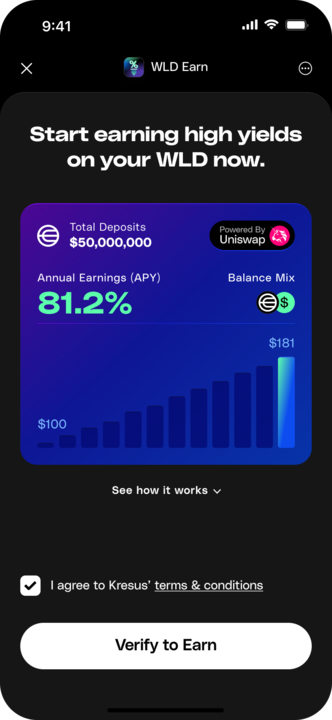 9:41
WLD Earn
Start earning high yields
on your WLD now.
Total Deposits
$50,000,000
Powered By
Uniswap
Annual Earnings (APY)
Balance Mix
81.2%
$
$181
$100
See how it works
I agree to Kresus’ terms & conditions
Verify to Earn